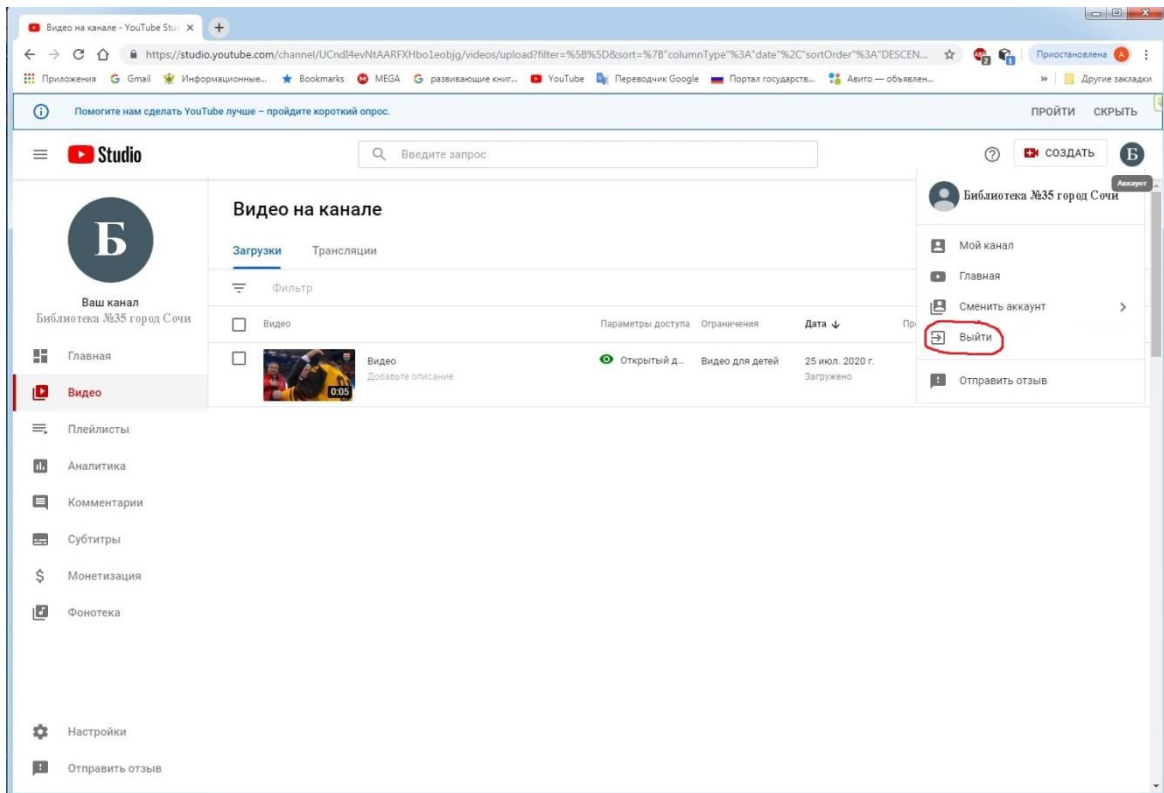 Видео на канале - YouTube Stu
https://studio.youtube.com/channel/UCndI4evNtAARFXHbo1eobjg/videos/upload?filter=%5B%5D&sort=%7B"columnType"%3A"date"%2C"sortOrder"%3A"DESCEN...
Приостановлена
Приложения Gmail Информационные... Bookmarks MEGA развивающие книг... YouTube Переводчик Google Портал государств... Авито — объявлен... » Другие закладки
Помогите нам сделать YouTube лучше – пройдите короткий опрос. ПРОЙТИ СКРЫТЬ
Studio Введите запрос СОЗДАТЬ Б
Аккаунт
Библиотека №35 город Сочи
Мой канал
Главная
Сменить аккаунт
Выйти
Отправить отзыв
Б
Ваш канал
Библиотека №35 город Сочи
Главная
Видео
Плейлисты
Аналитика
Комментарии
Субтитры
Монетизация
Фонотека
Настройки
Отправить отзыв
Видео на канале
Загрузки Трансляции
Фильтр
Видео Параметры доступа Ограничения Дата
Видео Открытый д... Видео для детей 25 июл. 2020 г.
Добавьте описание Загружено
0:05